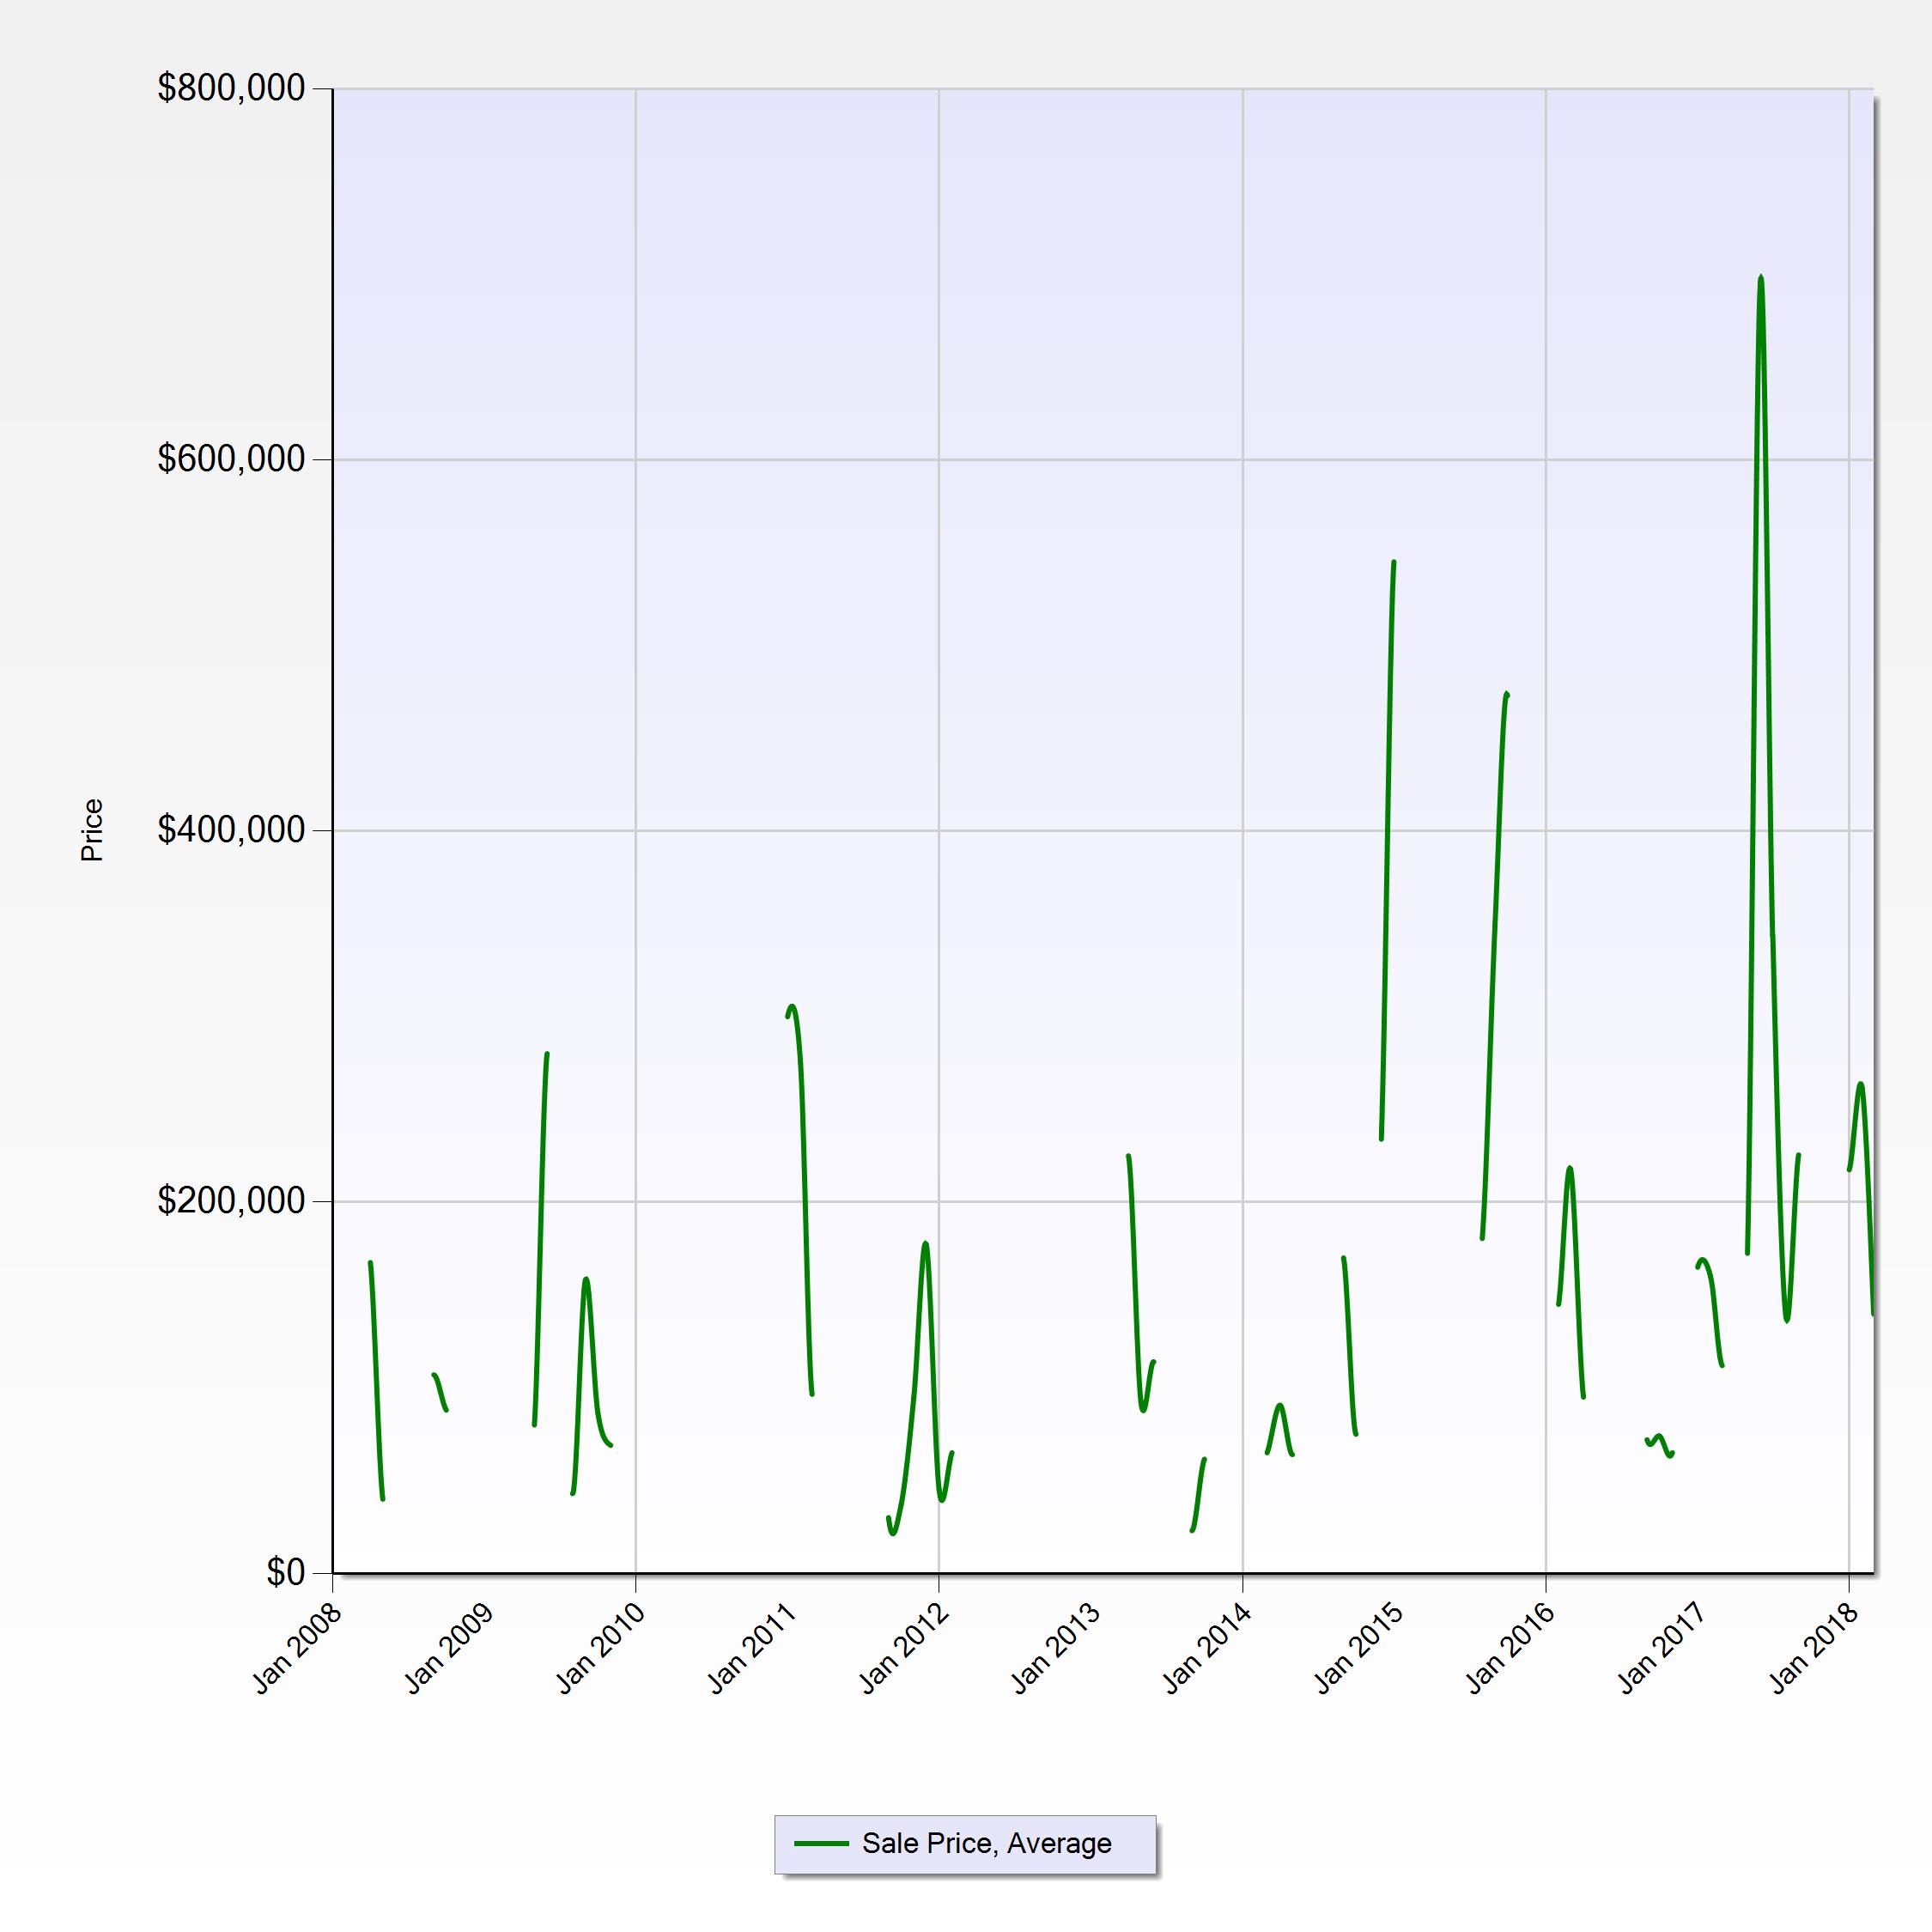 $800,000
$600,000
$400,000
$200,000
$0
Price
Jan 2008
Jan 2009
Jan 2010
Jan 2011
Jan 2012
Jan 2013
Jan 2014
Jan 2015
Jan 2016
Jan 2017
Jan 2018
Sale Price, Average